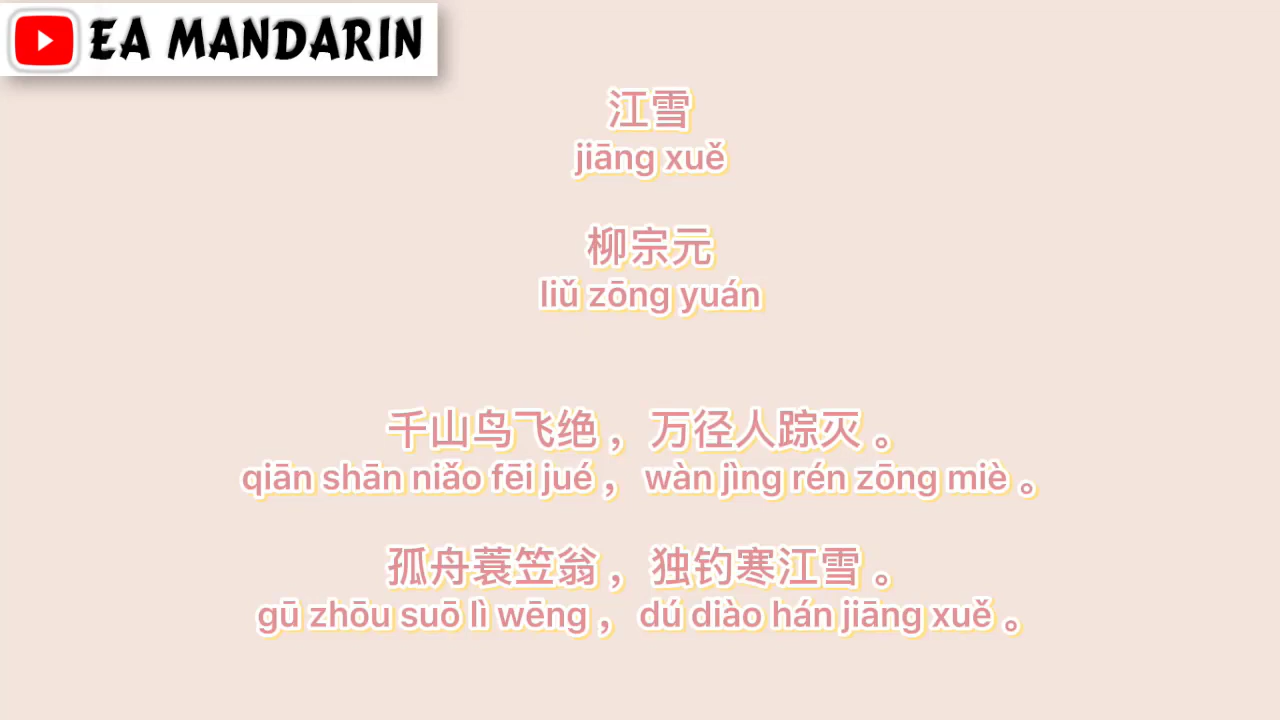 EA MANDARIN
江雪
jiāng xuě
柳宗元
liǔ zōng yuán
千山鸟飞绝，万径人踪灭。
qiān shān niǎo fēi jué ， wàn jìng rén zōng miè 。
孤舟蓑笠翁，独钓寒江雪。
gū zhōu suō lì wēng ， dú diào hán jiāng xuě 。